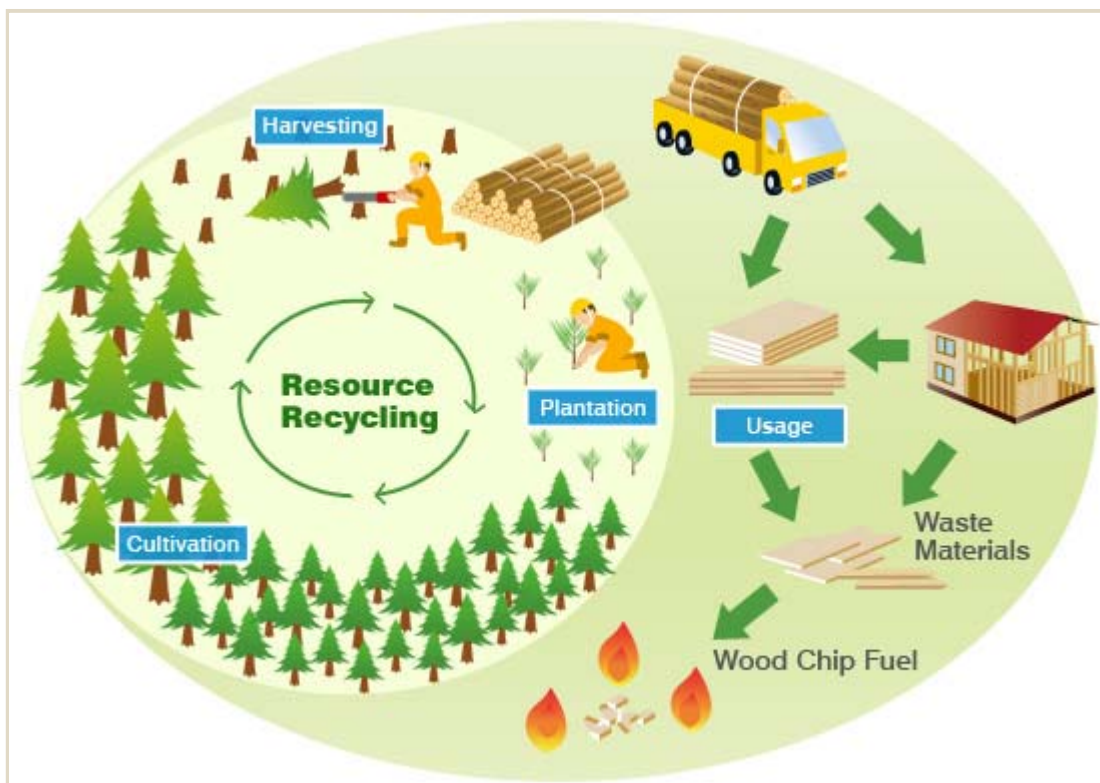 Harvesting
Resource
Recycling
Plantation
Cultivation
Usage
Waste
Materials
Wood Chip Fuel